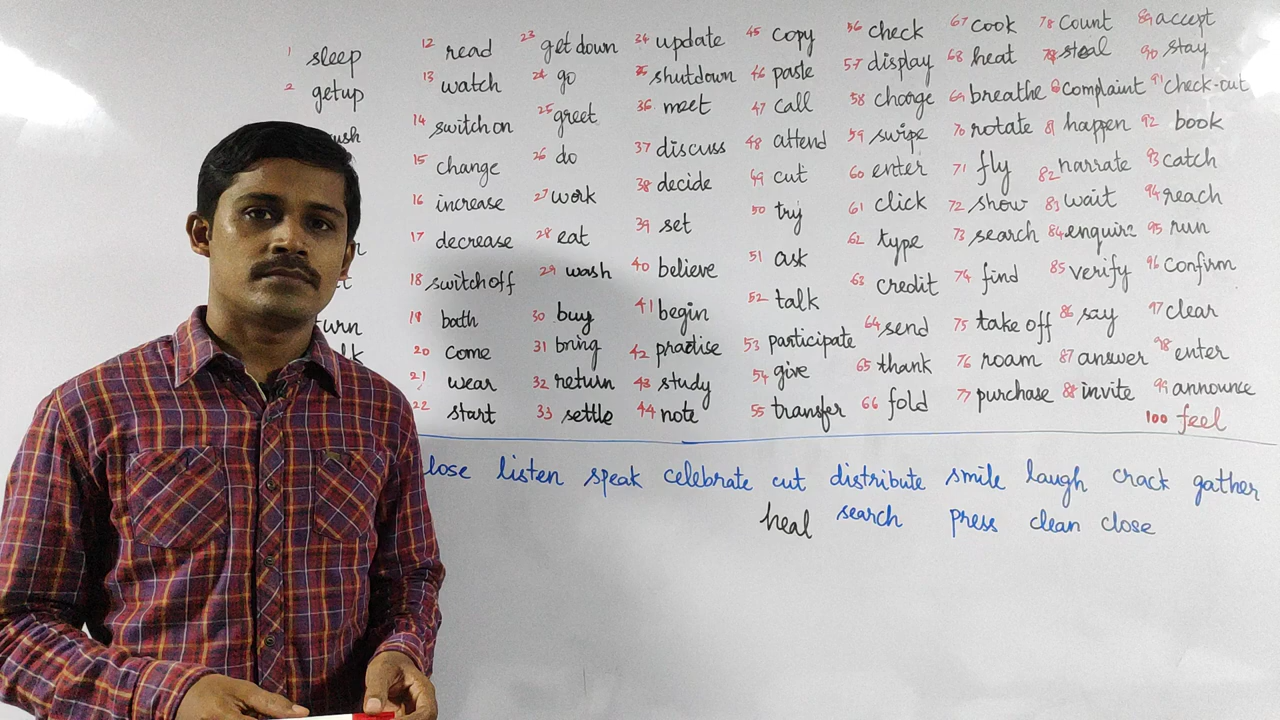 1 sleep
2 getup
12 read
13 watch
14 switch on
15 change
16 increase
17 decrease
18 switch off
19 bath
20 come
21 wear
22 start
23 get down
24 go
25 greet
26 do
27 work
28 eat
29 wash
30 buy
31 bring
32 return
33 settle
34 update
35 shutdown
36 meet
37 discuss
38 decide
39 set
40 believe
41 begin
42 practise
43 study
44 note
45 copy
46 paste
47 call
48 attend
49 cut
50 try
51 ask
52 talk
53 participate
54 give
55 transfer
56 check
57 display
58 charge
59 swipe
60 enter
61 click
62 type
63 credit
64 send
65 thank
66 fold
67 cook
68 heat
69 breathe
70 rotate
71 fly
72 show
73 search
74 find
75 take off
76 roam
77 purchase
78 count
79 steal
80 complaint
81 happen
82 narrate
83 wait
84 enquire
85 verify
86 say
87 answer
88 invite
89 accept
90 stay
91 check-out
92 book
93 catch
94 reach
95 run
96 confirm
97 clear
98 enter
99 announce
100 feel
lose listen speak celebrate cut distribute smile laugh crack gather
heal search press clean close